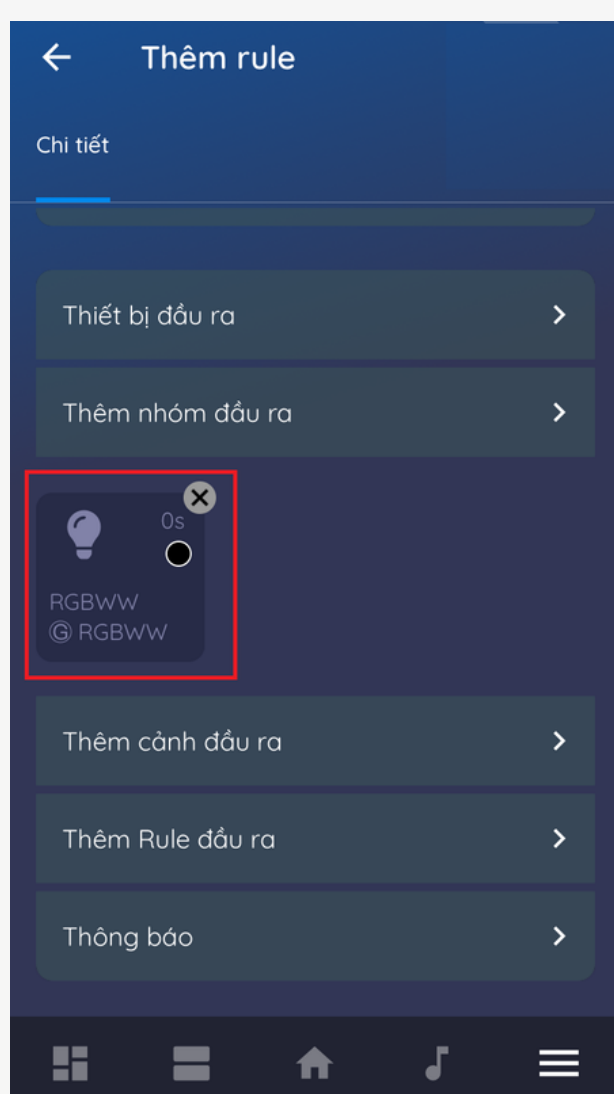 Thêm rule
Chi tiết
Thiết bị đầu ra
Thêm nhóm đầu ra
0s
RGBWW
Ⓖ RGBWW
Thêm cảnh đầu ra
Thêm Rule đầu ra
Thông báo